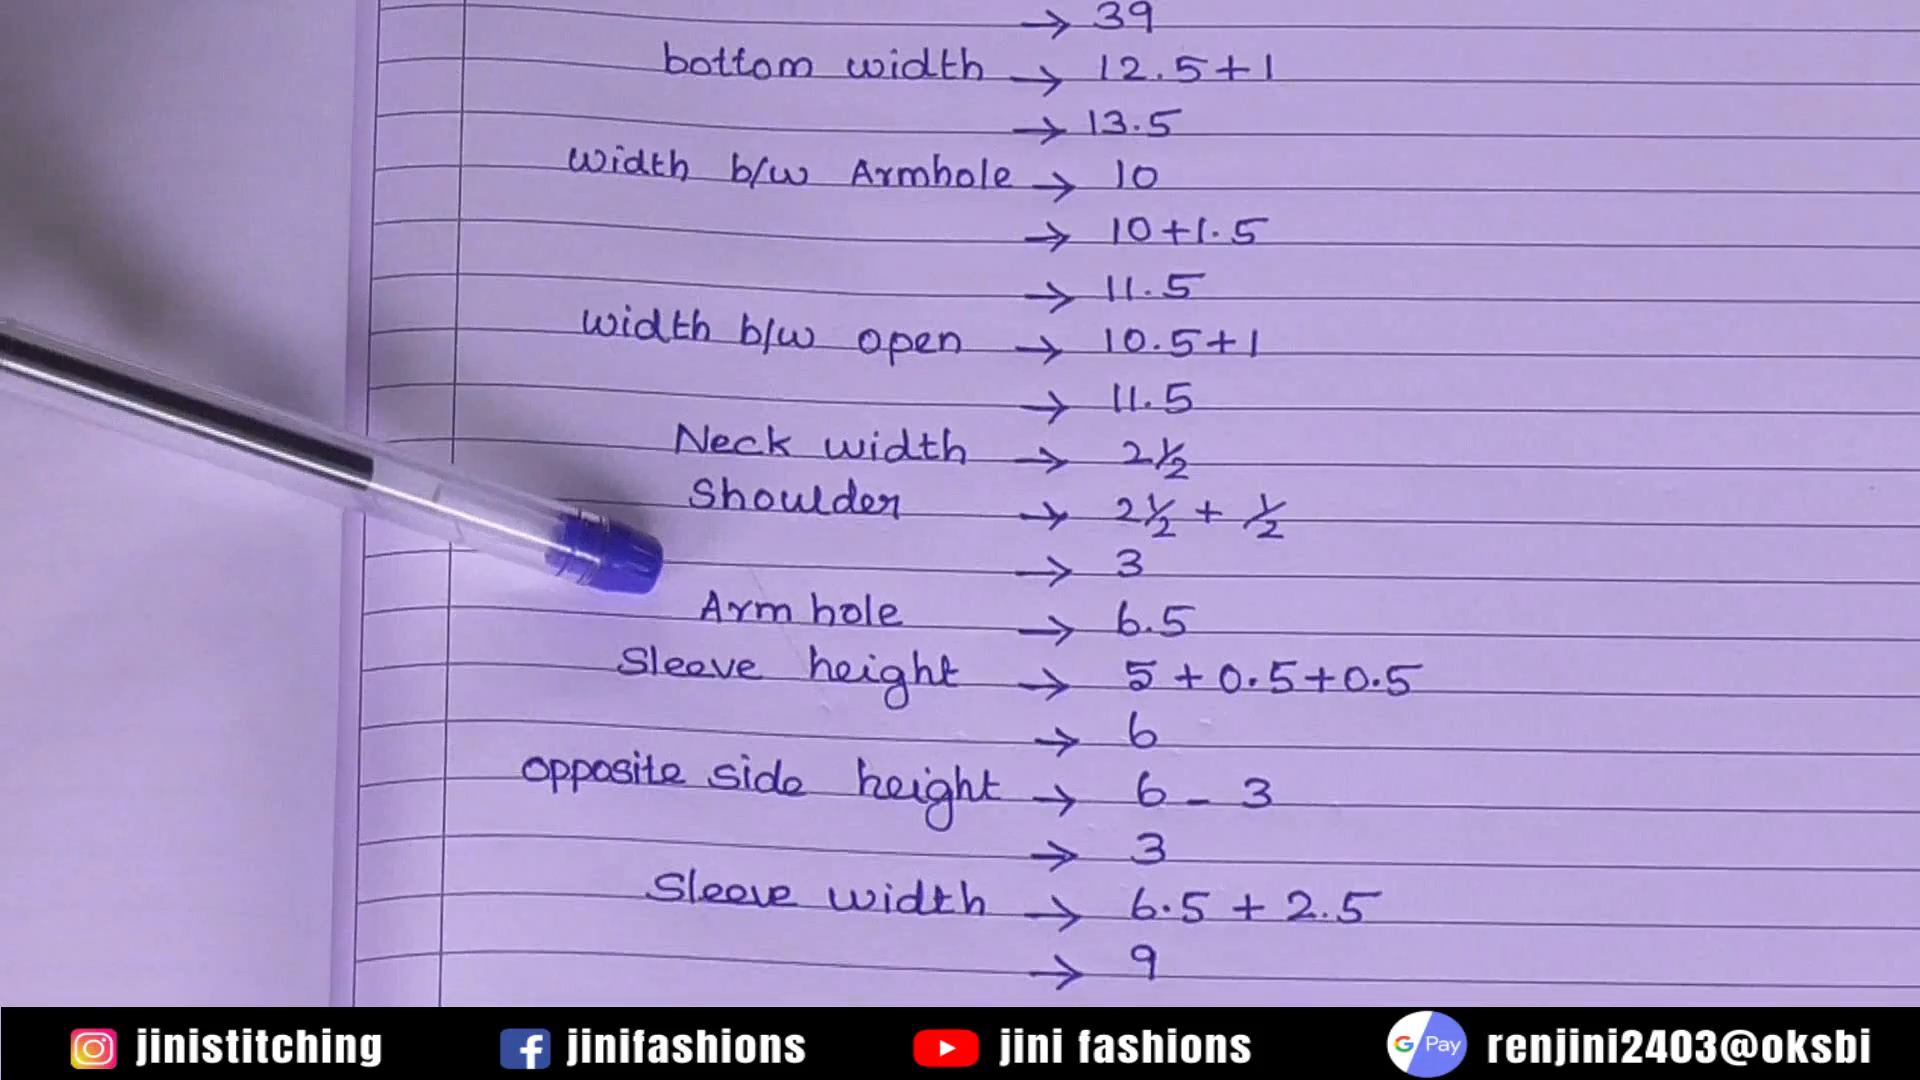 → 39
bottom width → 12.5+1
→ 13.5
width b/w Armhole → 10
→ 10+1.5
→ 11.5
width b/w open → 10.5+1
→ 11.5
Neck width → 2½
Shoulder → 2½ + ½
→ 3
Armhole → 6.5
Sleeve height → 5+0.5+0.5
→ 6
opposite side height → 6 - 3
→ 3
Sleeve width → 6.5 + 2.5
→ 9
jinistitching jinifashions jini fashions G Pay renjini2403@oksbi